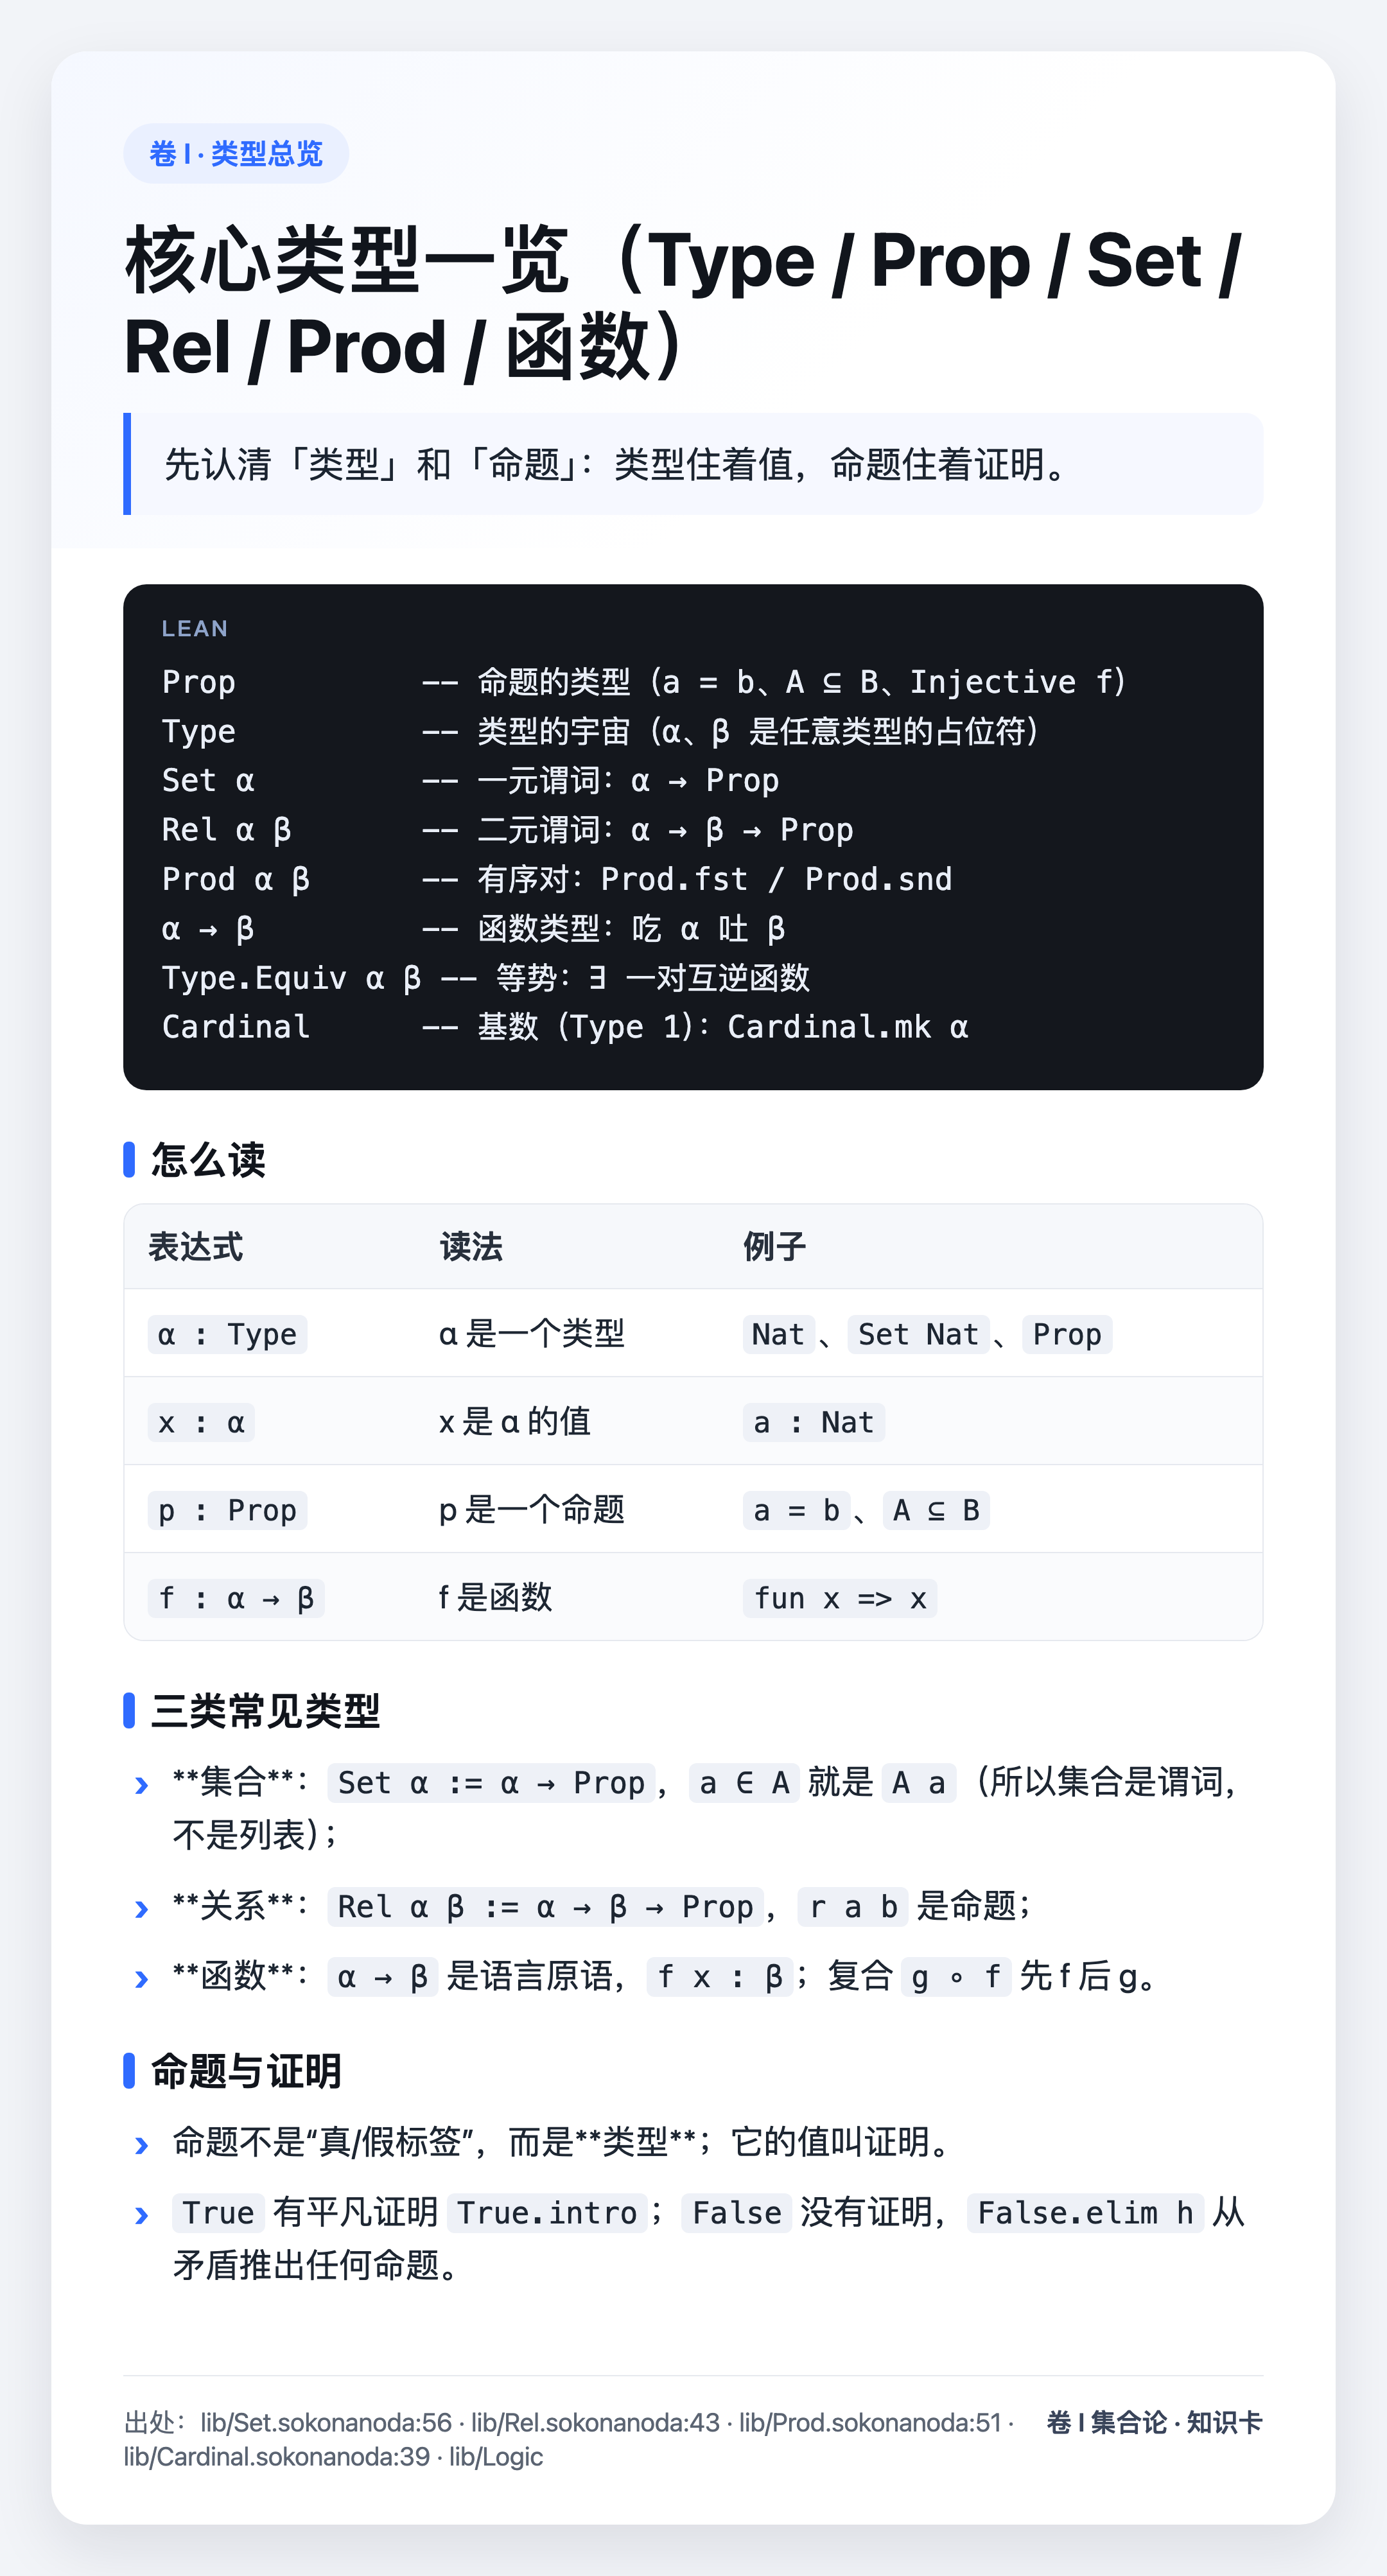 卷 I · 类型总览
核心类型一览（Type / Prop / Set /
Rel / Prod / 函数）
先认清「类型」和「命题」：类型住着值，命题住着证明。
LEAN
Prop -- 命题的类型（a = b、A ⊆ B、Injective f）
Type -- 类型的宇宙（α、β 是任意类型的占位符）
Set α -- 一元谓词：α → Prop
Rel α β -- 二元谓词：α → β → Prop
Prod α β -- 有序对：Prod.fst / Prod.snd
α → β -- 函数类型：吃 α 吐 β
Type.Equiv α β -- 等势：∃ 一对互逆函数
Cardinal -- 基数（Type 1）：Cardinal.mk α
怎么读
表达式 读法 例子
α : Type α 是一个类型 Nat、Set Nat、Prop
x : α x 是 α 的值 a : Nat
p : Prop p 是一个命题 a = b、A ⊆ B
f : α → β f 是函数 fun x => x
三类常见类型
› **集合**：Set α := α → Prop，a ∈ A 就是 A a（所以集合是谓词，
不是列表）；
› **关系**：Rel α β := α → β → Prop，r a b 是命题；
› **函数**：α → β 是语言原语，f x : β；复合 g ∘ f 先 f 后 g。
命题与证明
› 命题不是“真/假标签”，而是**类型**；它的值叫证明。
› True 有平凡证明 True.intro；False 没有证明，False.elim h 从
矛盾推出任何命题。
出处：lib/Set.sokonanoda:56 · lib/Rel.sokonanoda:43 · lib/Prod.sokonanoda:51 ·
lib/Cardinal.sokonanoda:39 · lib/Logic
卷 I 集合论 · 知识卡